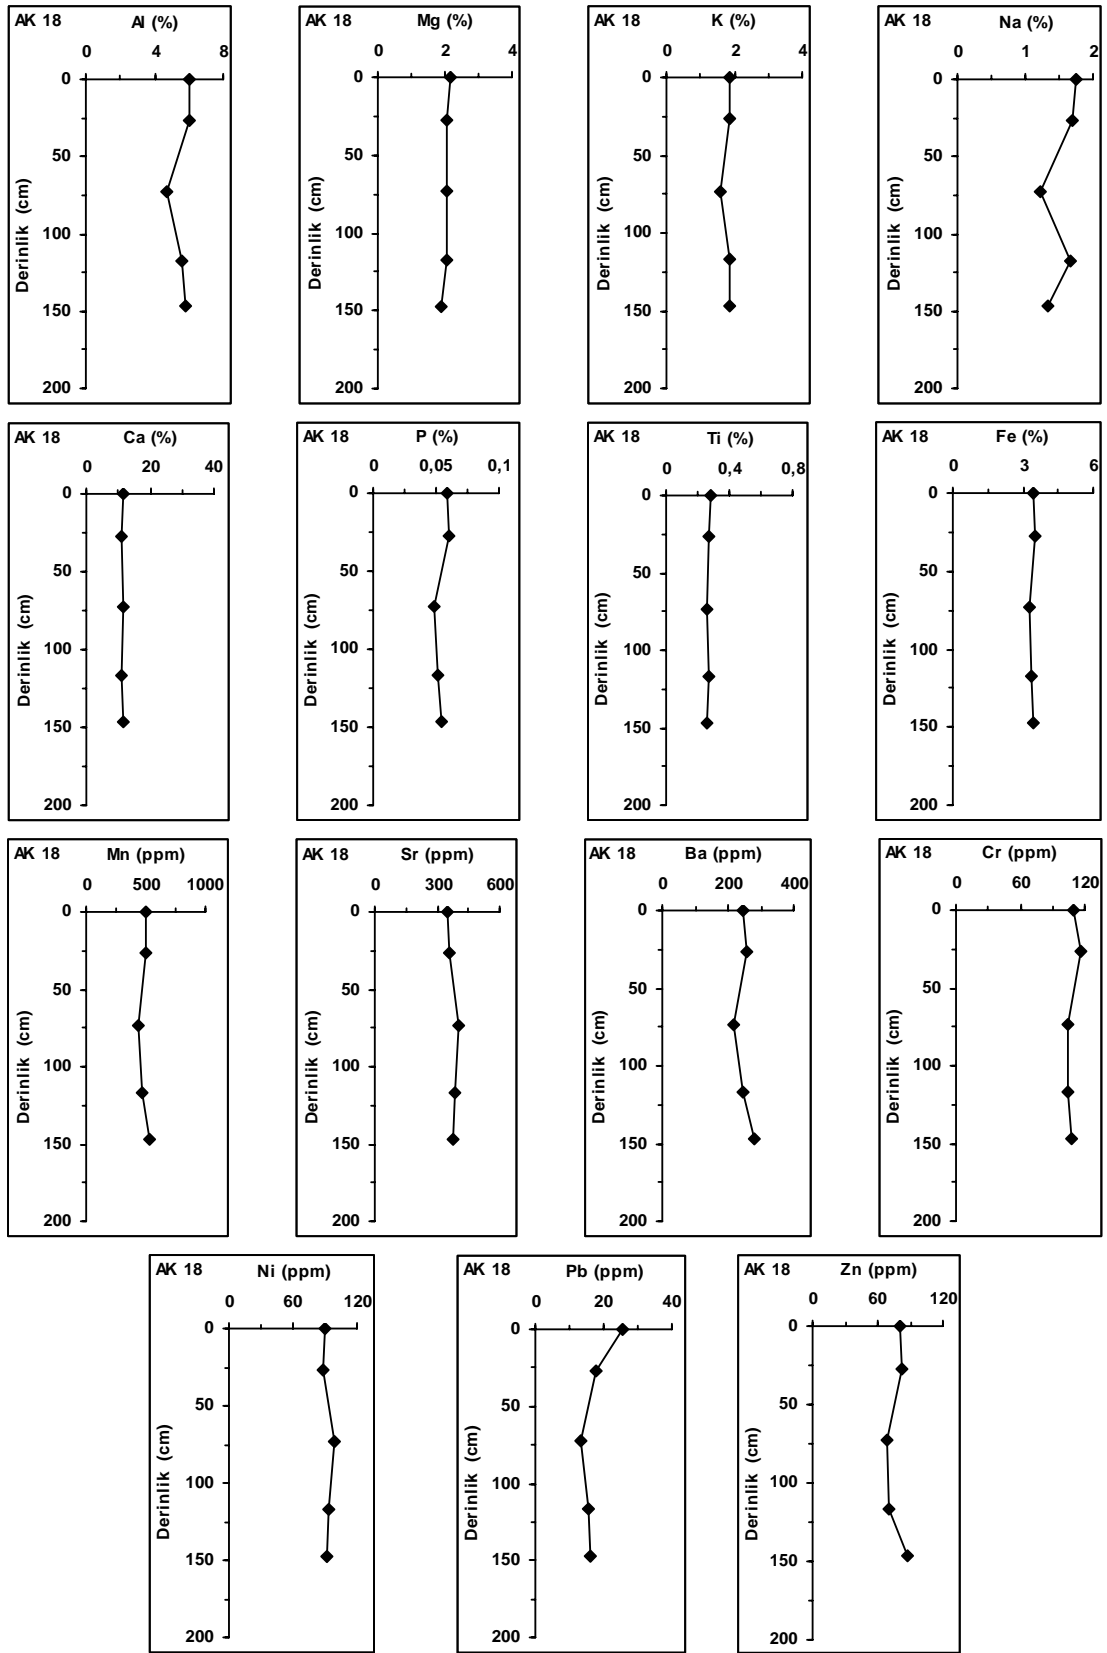 AK 18 Al (%)
0 4 8
0
50
100
150
200
Derinlik (cm)
AK 18 Mg (%)
0 2 4
0
50
100
150
200
Derinlik (cm)
AK 18 K (%)
0 2 4
0
50
100
150
200
Derinlik (cm)
AK 18 Na (%)
0 1 2
0
50
100
150
200
Derinlik (cm)
AK 18 Ca (%)
0 20 40
0
50
100
150
200
Derinlik (cm)
AK 18 P (%)
0 0,05 0,1
0
50
100
150
200
Derinlik (cm)
AK 18 Ti (%)
0 0,4 0,8
0
50
100
150
200
Derinlik (cm)
AK 18 Fe (%)
0 3 6
0
50
100
150
200
Derinlik (cm)
AK 18 Mn (ppm)
0 500 1000
0
50
100
150
200
Derinlik (cm)
AK 18 Sr (ppm)
0 300 600
0
50
100
150
200
Derinlik (cm)
AK 18 Ba (ppm)
0 200 400
0
50
100
150
200
Derinlik (cm)
AK 18 Cr (ppm)
0 60 120
0
50
100
150
200
Derinlik (cm)
AK 18 Ni (ppm)
0 60 120
0
50
100
150
200
Derinlik (cm)
AK 18 Pb (ppm)
0 20 40
0
50
100
150
200
Derinlik (cm)
AK 18 Zn (ppm)
0 60 120
0
50
100
150
200
Derinlik (cm)